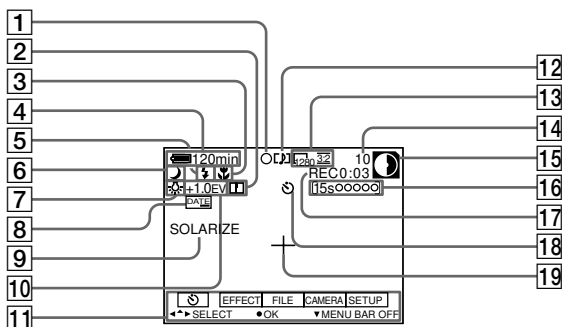 1
2
3
4
5
6
7
8
9
10
11
12
13
14
15
16
17
18
19
120min
1280 3:2 10
REC0:03
+1.0EV 15s
DATE
SOLARIZE
EFFECT FILE CAMERA SETUP
SELECT OK MENU BAR OFF